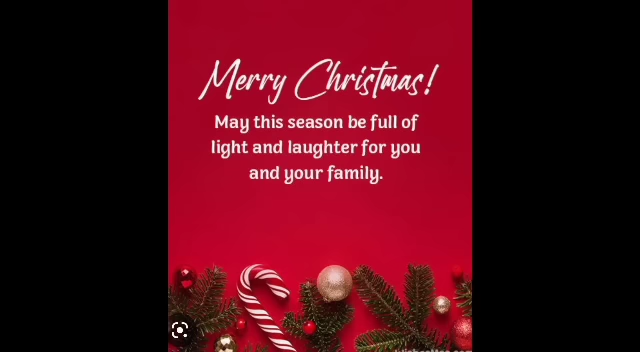 Merry Christmas!
May this season be full of
light and laughter for you
and your family.